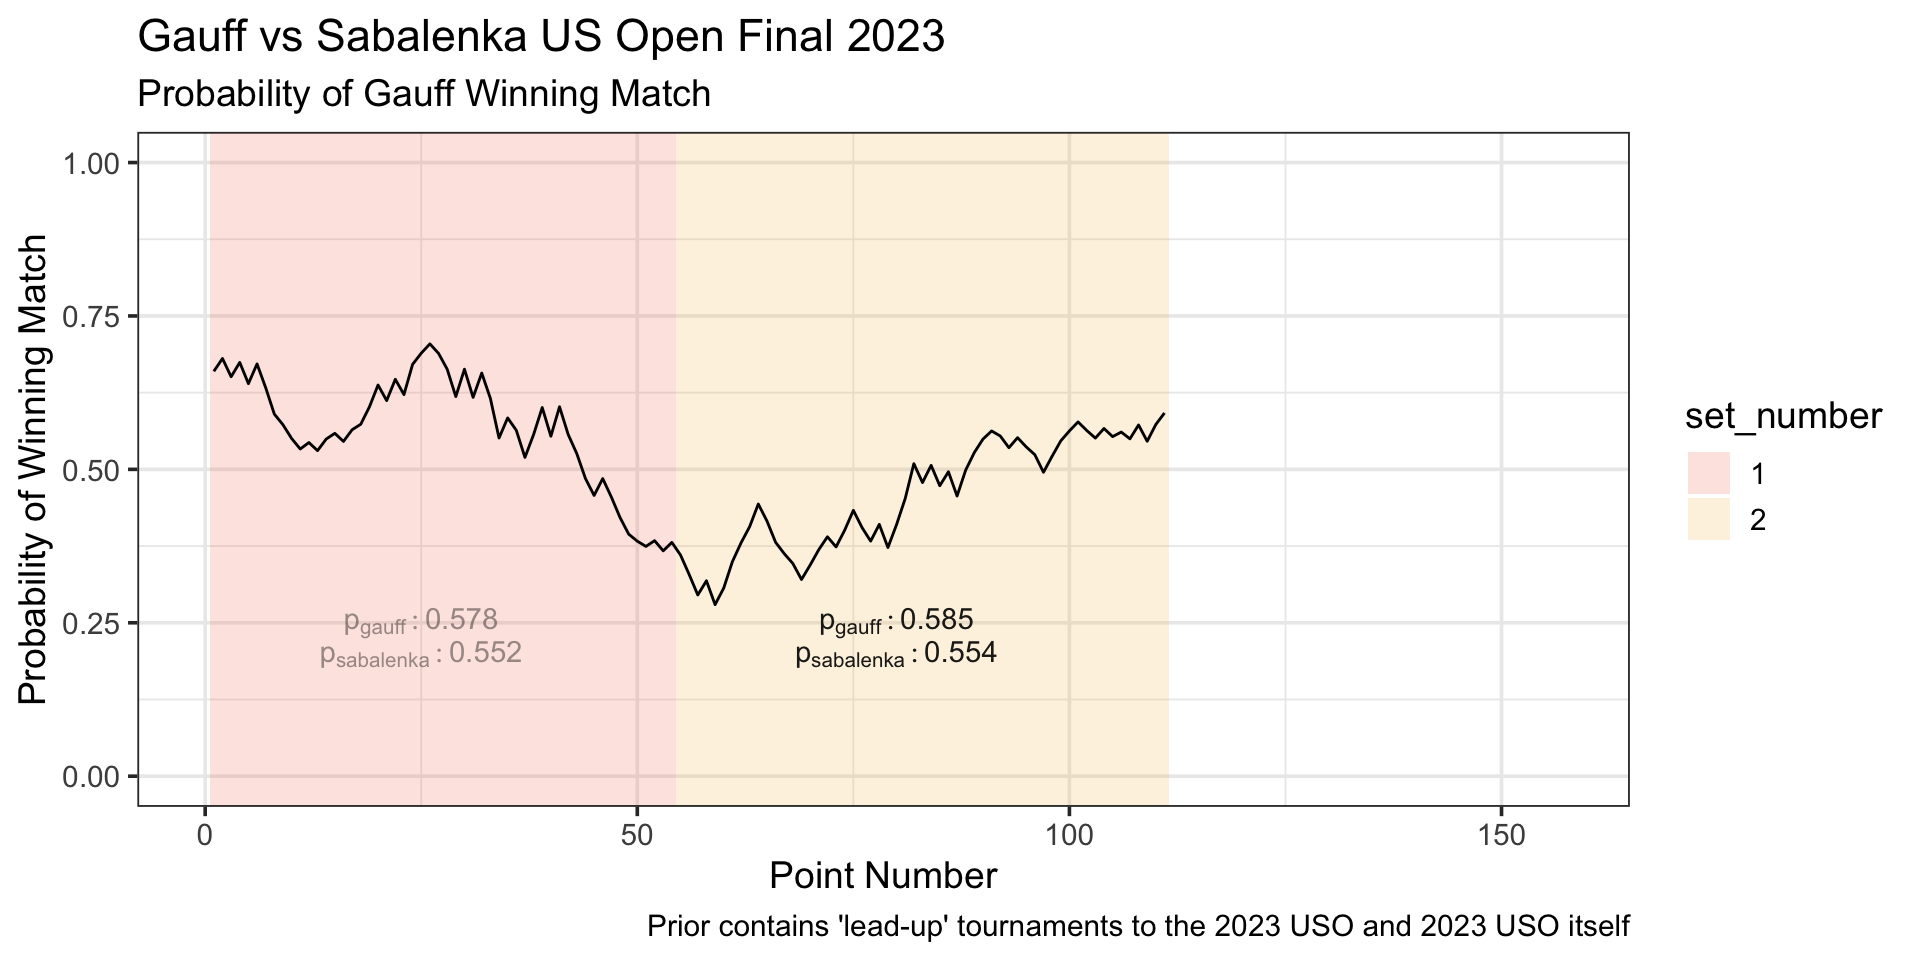 Gauff vs Sabalenka US Open Final 2023
Probability of Gauff Winning Match
Probability of Winning Match
1.00
0.75
0.50
0.25
0.00
pgauff : 0.578
psabalenka : 0.552
pgauff : 0.585
psabalenka : 0.554
0 50 100 150
Point Number
set_number
1
2
Prior contains 'lead-up' tournaments to the 2023 USO and 2023 USO itself